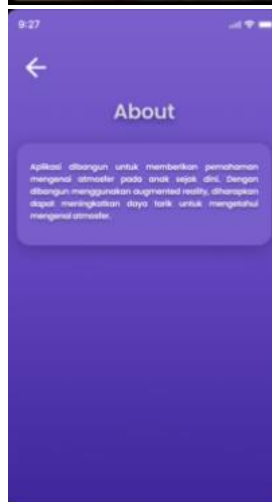 9:27
About
Aplikasi dibangun untuk memberikan pemahaman
mengenai atmosfer pada anak sejak dini. Dengan
dibangun menggunakan augmented reality, diharapkan
dapat meningkatkan daya tarik untuk mengetahui
mengenai atmosfer.